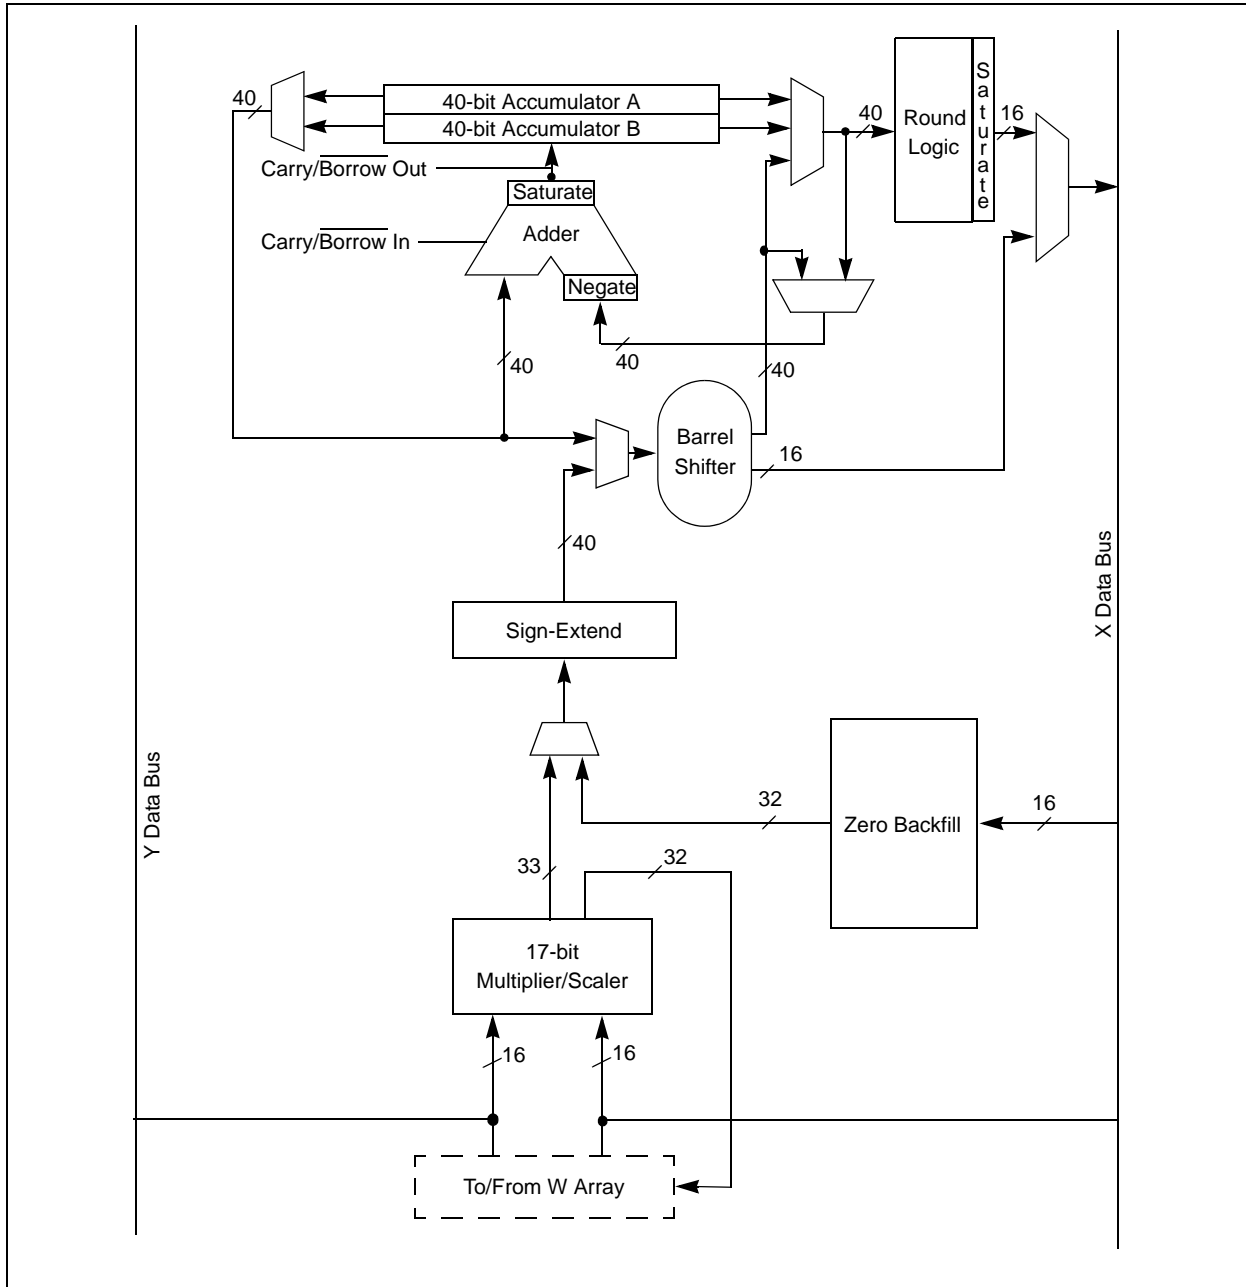 40
40-bit Accumulator A
40-bit Accumulator B
Carry/Borrow Out
Saturate
Carry/Borrow In
Adder
Negate
40
Round
Logic
Saturate
16
40
40
40
Barrel
Shifter
16
40
Sign-Extend
X Data Bus
Y Data Bus
32
Zero Backfill
16
33
32
17-bit
Multiplier/Scaler
16
16
To/From W Array